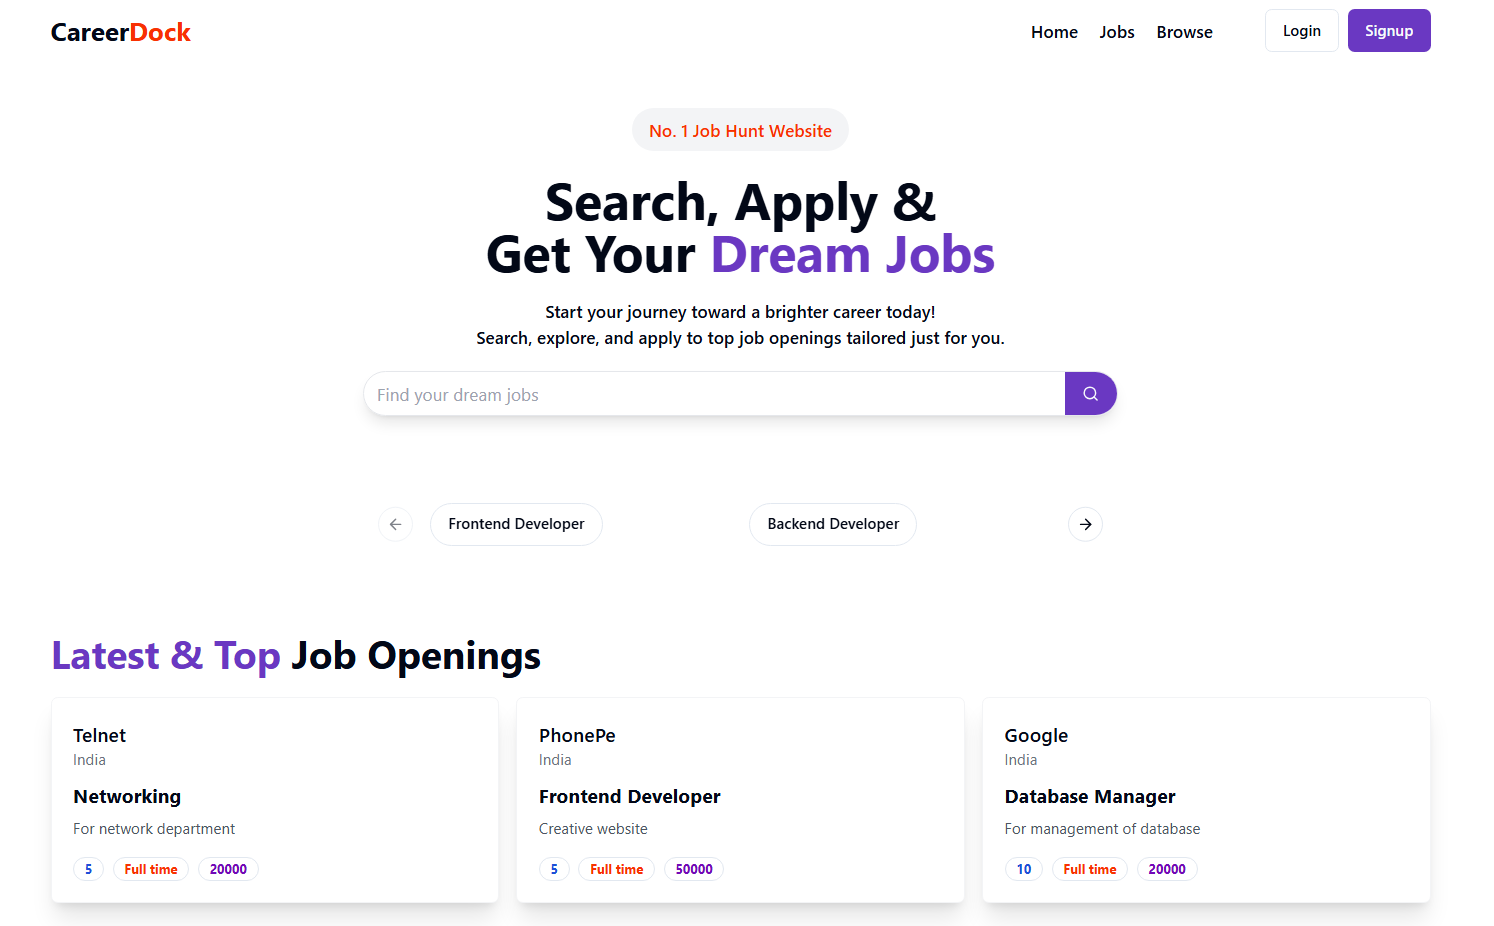 CareerDock
Home Jobs Browse Login Signup
No. 1 Job Hunt Website
Search, Apply &
Get Your Dream Jobs
Start your journey toward a brighter career today!
Search, explore, and apply to top job openings tailored just for you.
Find your dream jobs
Frontend Developer Backend Developer
Latest & Top Job Openings
Telnet
India
Networking
For network department
5 Full time 20000
PhonePe
India
Frontend Developer
Creative website
5 Full time 50000
Google
India
Database Manager
For management of database
10 Full time 20000